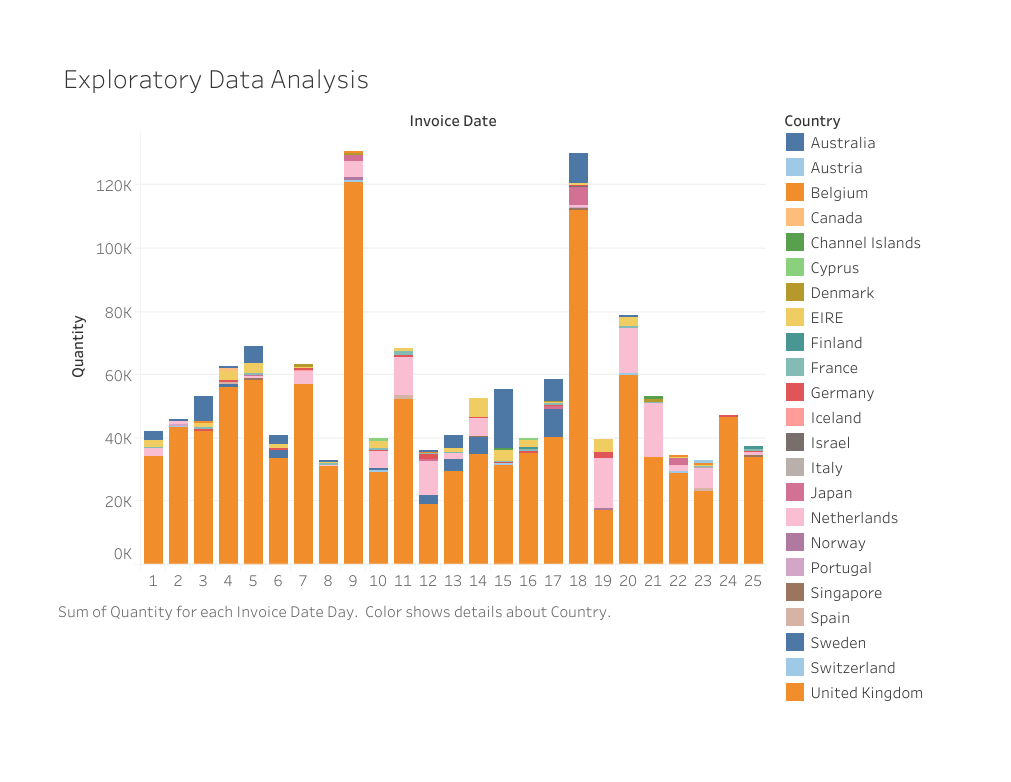 Exploratory Data Analysis
Invoice Date
Country
Australia
Austria
Belgium
Canada
Channel Islands
Cyprus
Denmark
EIRE
Finland
France
Germany
Iceland
Israel
Italy
Japan
Netherlands
Norway
Portugal
Singapore
Spain
Sweden
Switzerland
United Kingdom
Quantity
120K
100K
80K
60K
40K
20K
0K
1 2 3 4 5 6 7 8 9 10 11 12 13 14 15 16 17 18 19 20 21 22 23 24 25
Sum of Quantity for each Invoice Date Day. Color shows details about Country.